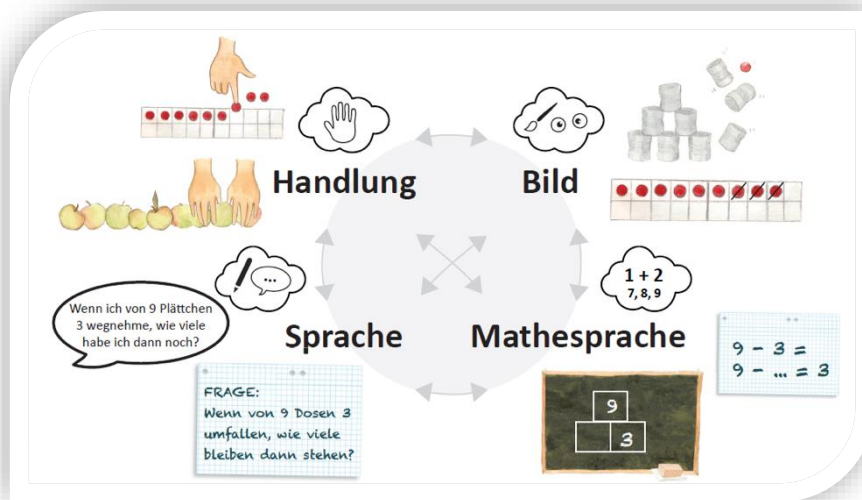 Handlung
Bild
...
1 + 2
7, 8, 9
Wenn ich von 9 Plättchen
3 wegnehme, wie viele
habe ich dann noch?
Sprache
Mathesprache
9 – 3 =
9 – ... = 3
FRAGE:
Wenn von 9 Dosen 3
umfallen, wie viele
bleiben dann stehen?
9
3